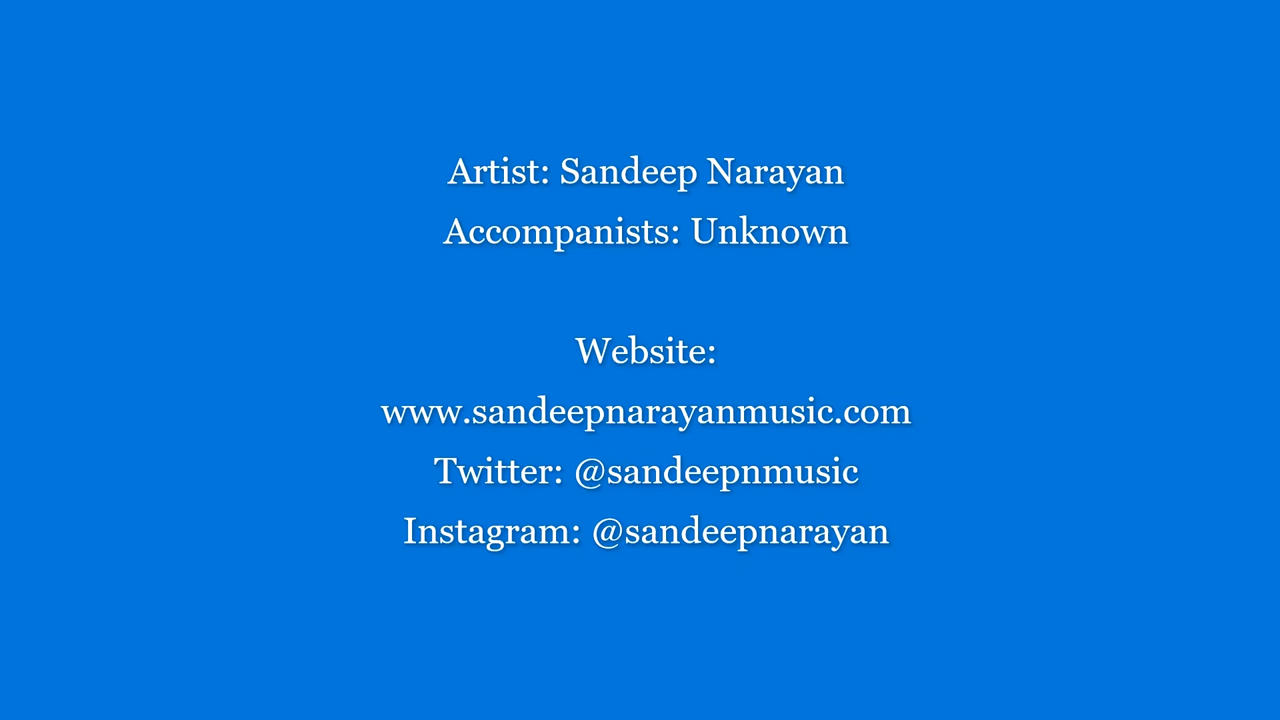 Artist: Sandeep Narayan
Accompanists: Unknown
Website:
www.sandeepnarayanmusic.com
Twitter: @sandeepnmusic
Instagram: @sandeepnarayan